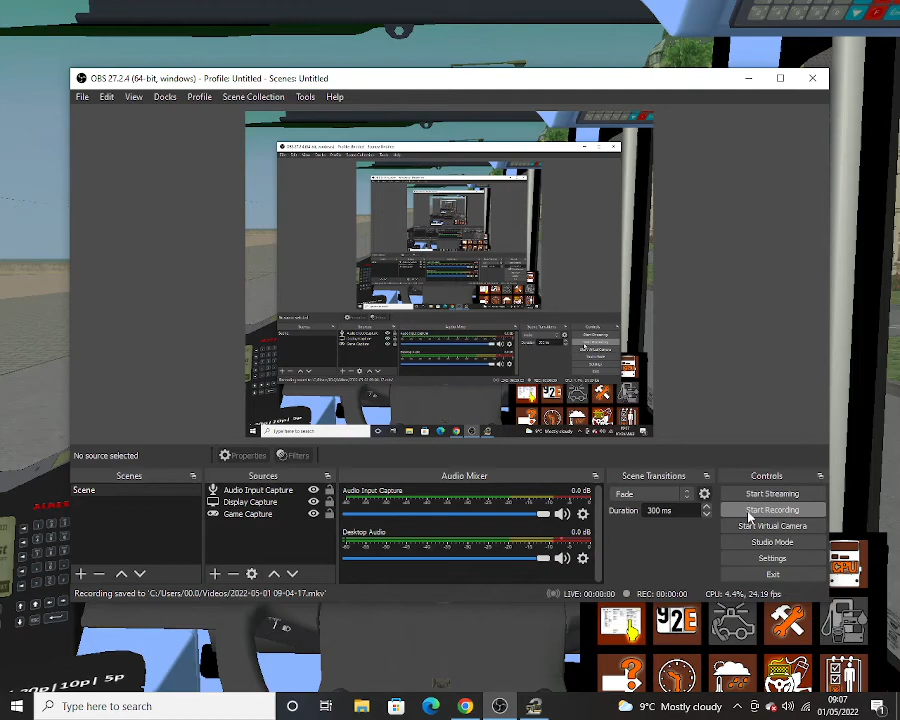 OBS 27.2.4 (64-bit, windows) - Profile: Untitled - Scenes: Untitled
File Edit View Docks Profile Scene Collection Tools Help
No source selected
Properties Filters
Scenes Sources Audio Mixer Scene Transitions Controls
Scene
Audio Input Capture
Display Capture
Game Capture
Audio Input Capture 0.0 dB
Desktop Audio 0.0 dB
Fade
Duration 300 ms
Start Streaming
Start Recording
Start Virtual Camera
Studio Mode
Settings
Exit
Recording saved to 'C:/Users/00.0/Videos/2022-05-01 09-04-17.mkv'
LIVE: 00:00:00 REC: 00:00:00 CPU: 4.4%, 24.19 fps
CPU
92E
20p| 10p| 5p
Type here to search
9°C Mostly cloudy
09:07
01/05/2022